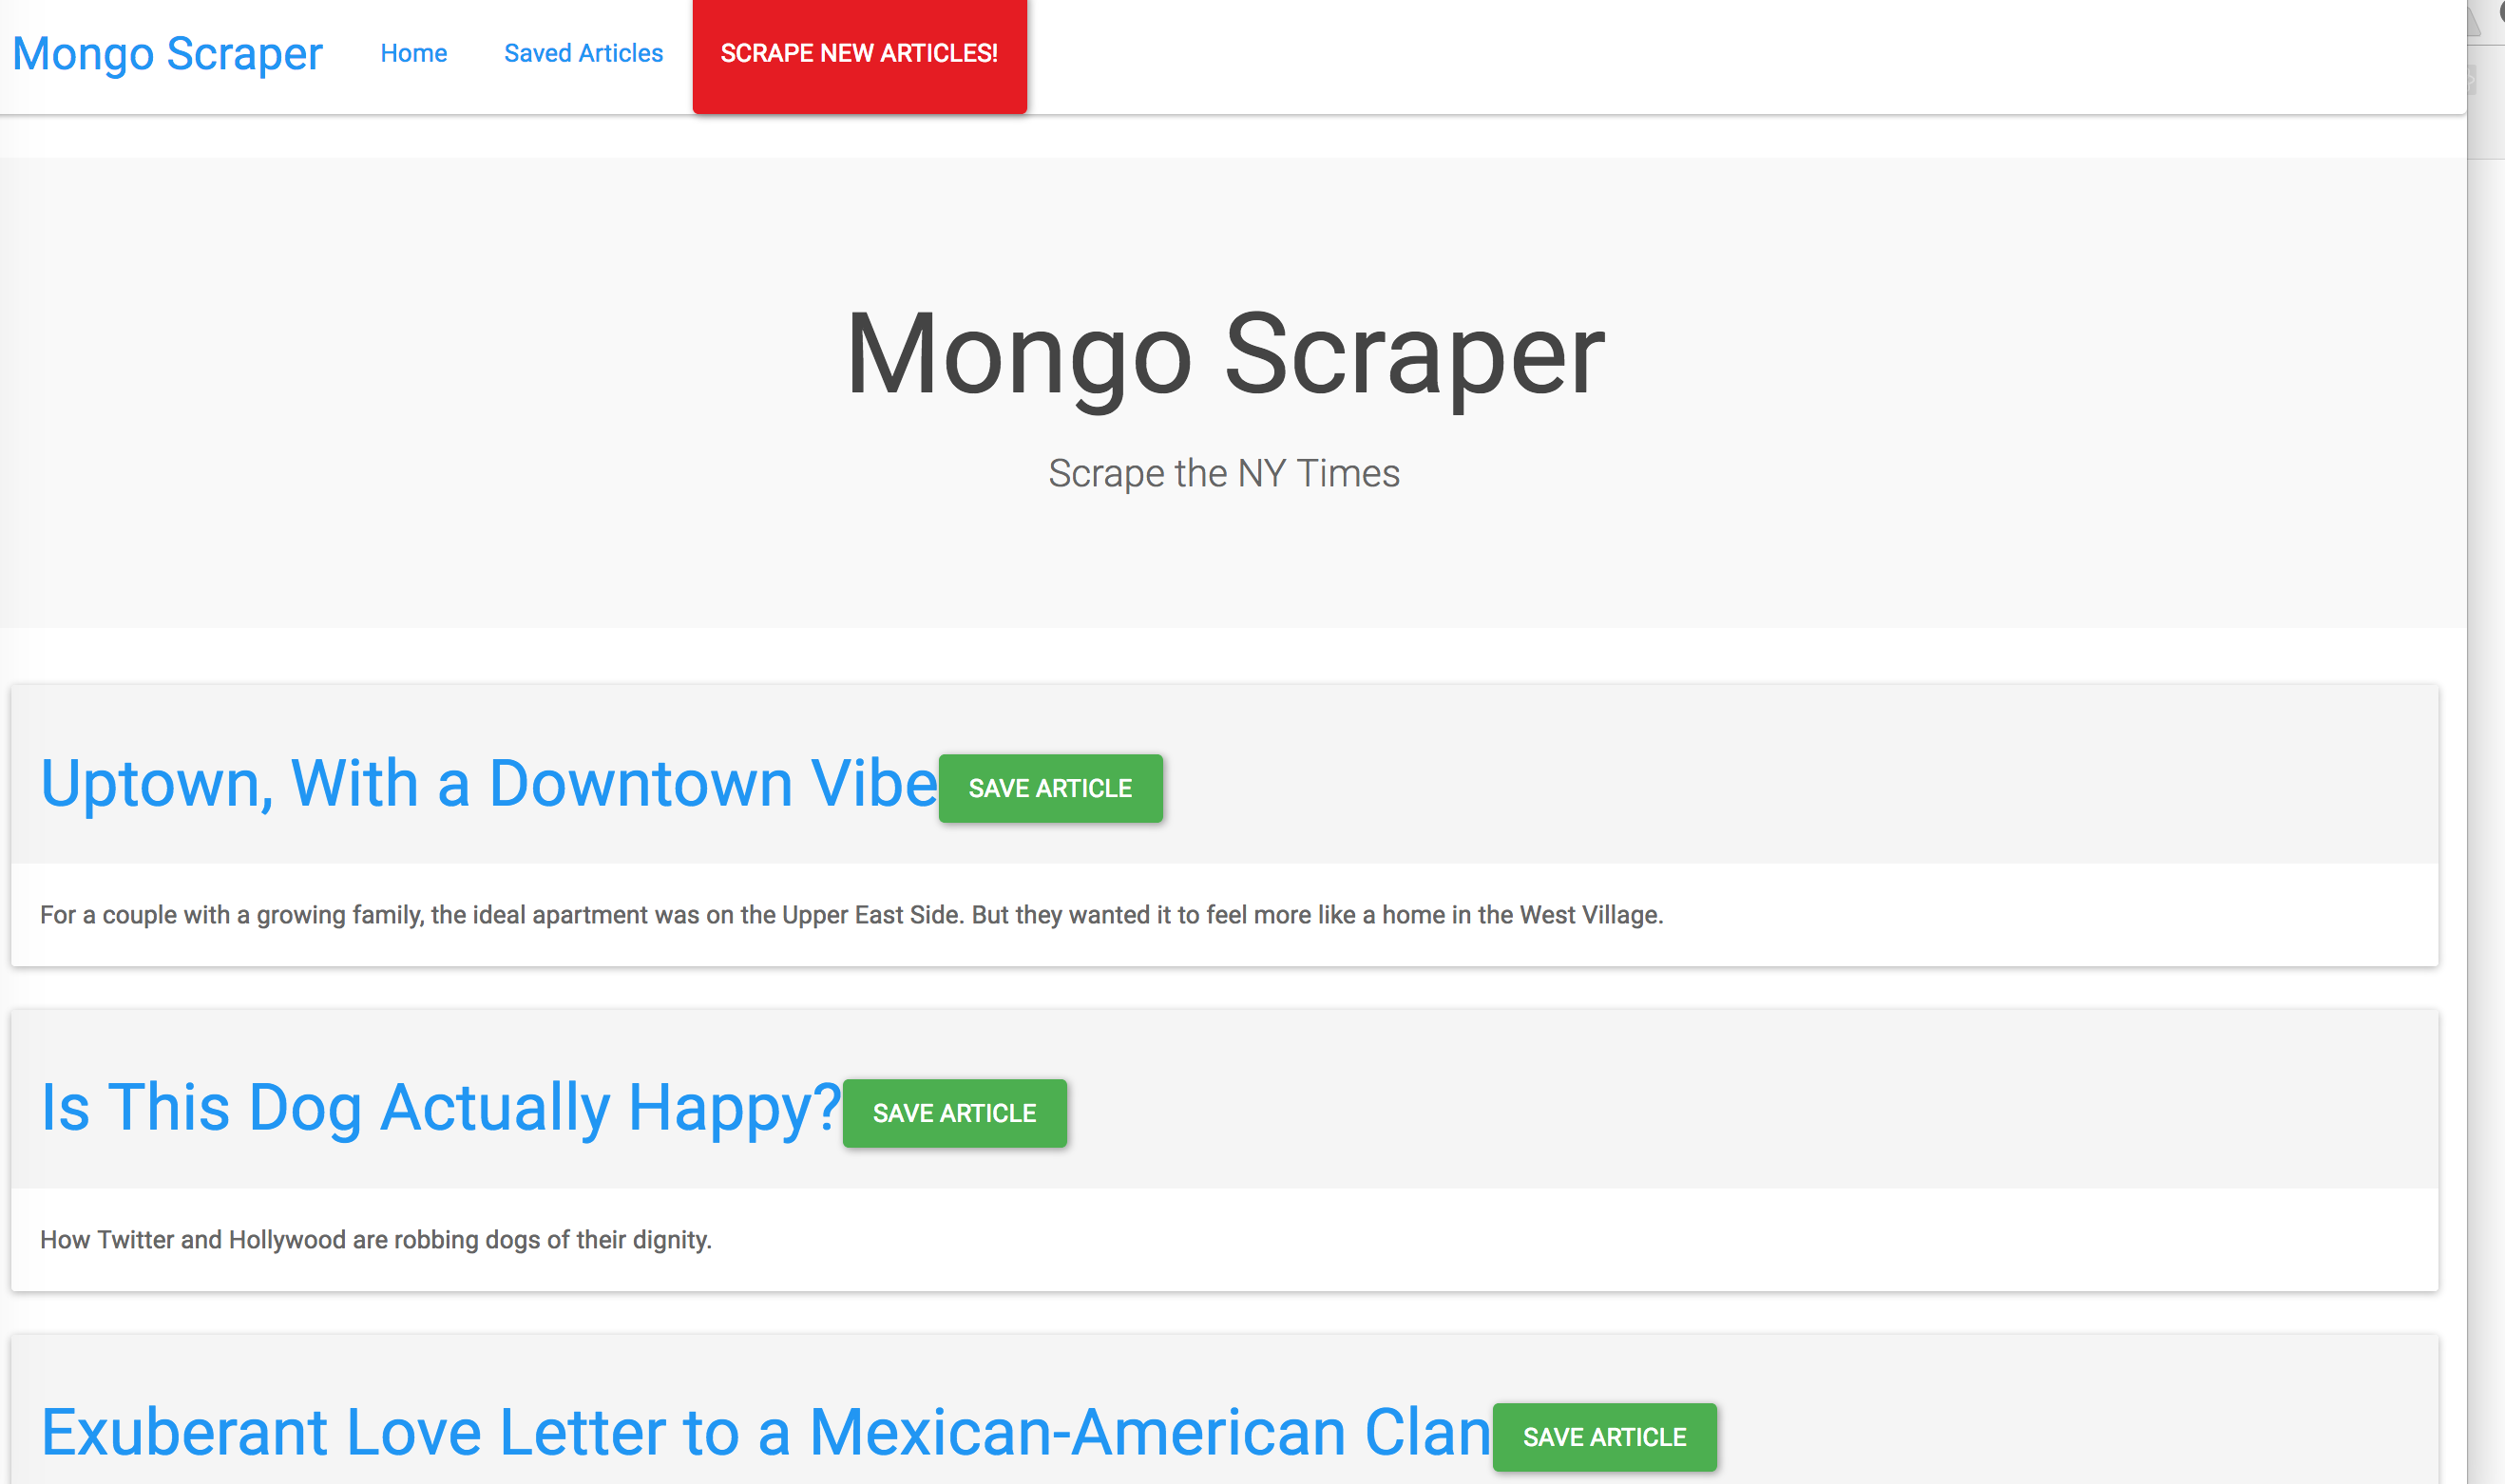 Mongo Scraper Home Saved Articles SCRAPE NEW ARTICLES!
Mongo Scraper
Scrape the NY Times
Uptown, With a Downtown Vibe SAVE ARTICLE
For a couple with a growing family, the ideal apartment was on the Upper East Side. But they wanted it to feel more like a home in the West Village.
Is This Dog Actually Happy? SAVE ARTICLE
How Twitter and Hollywood are robbing dogs of their dignity.
Exuberant Love Letter to a Mexican-American Clan SAVE ARTICLE